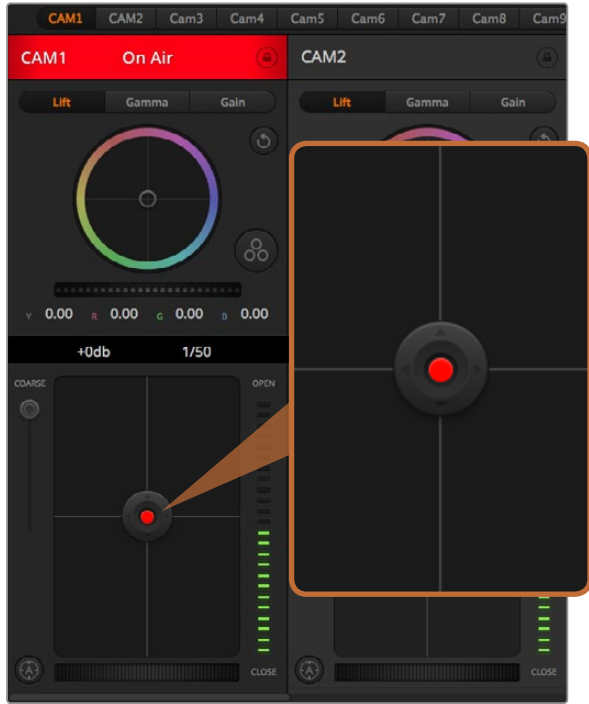 CAM1 CAM2 Cam3 Cam4 Cam5 Cam6 Cam7 Cam8 Cam9
CAM1 On Air CAM2
Lift Gamma Gain Lift Gamma Gain
Y 0.00 R 0.00 G 0.00 B 0.00
+0db 1/50
COARSE OPEN
A CLOSE A CLOSE